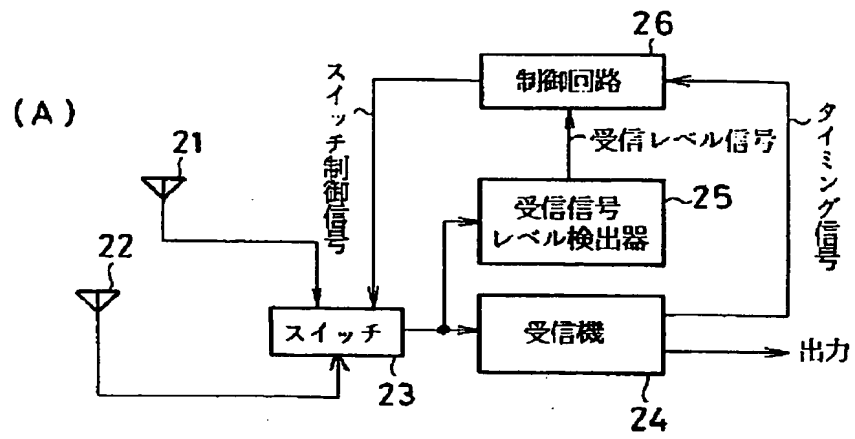 (A)
26
制御回路
スイッチ制御信号
タイミング信号
受信レベル信号
21
受信信号
レベル検出器
25
22
スイッチ
23
受信機
24
出力